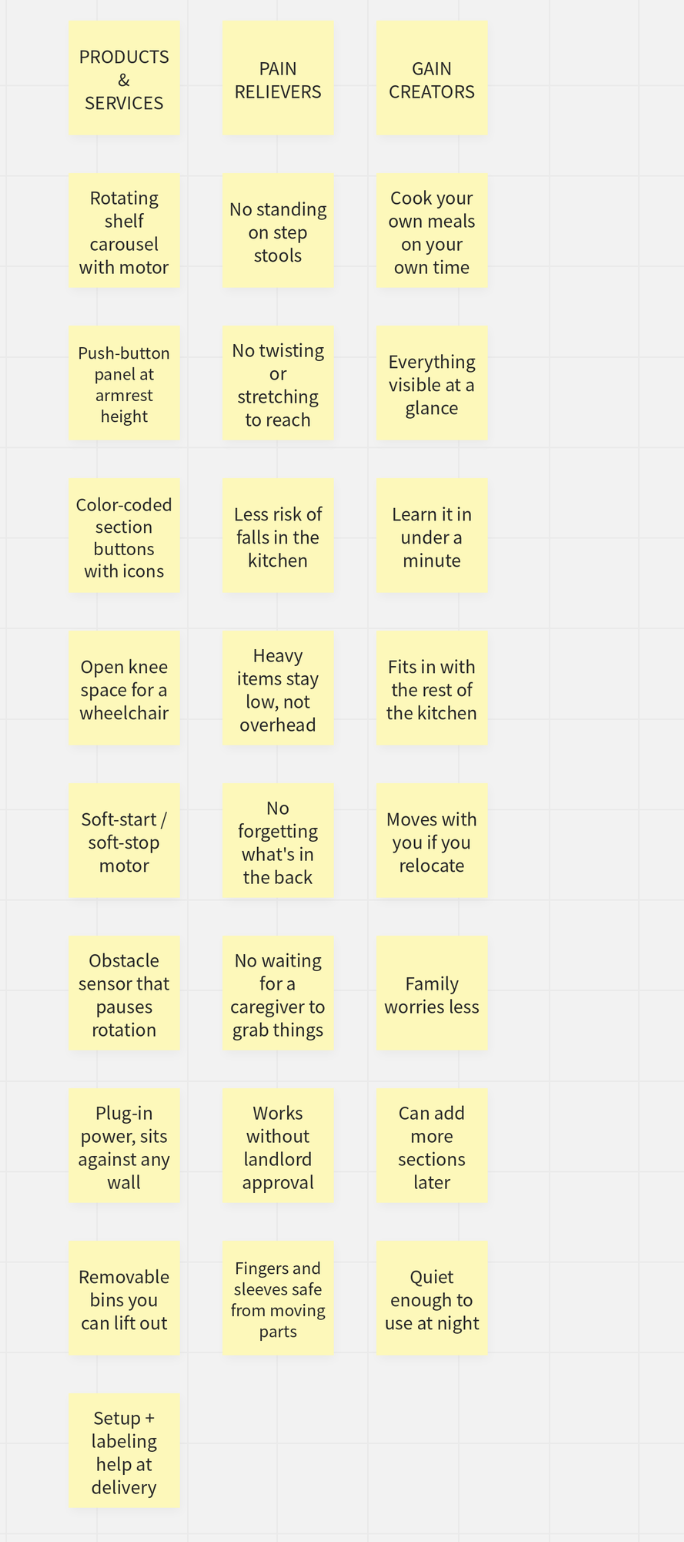 PRODUCTS
&
SERVICES
PAIN
RELIEVERS
GAIN
CREATORS
Rotating
shelf
carousel
with motor
No standing
on step
stools
Cook your
own meals
on your
own time
Push-button
panel at
armrest
height
No twisting
or
stretching
to reach
Everything
visible at a
glance
Color-coded
section
buttons
with icons
Less risk of
falls in the
kitchen
Learn it in
under a
minute
Open knee
space for a
wheelchair
Heavy
items stay
low, not
overhead
Fits in with
the rest of
the kitchen
Soft-start /
soft-stop
motor
No
forgetting
what's in
the back
Moves with
you if you
relocate
Obstacle
sensor that
pauses
rotation
No waiting
for a
caregiver to
grab things
Family
worries less
Plug-in
power, sits
against any
wall
Works
without
landlord
approval
Can add
more
sections
later
Removable
bins you
can lift out
Fingers and
sleeves safe
from moving
parts
Quiet
enough to
use at night
Setup +
labeling
help at
delivery